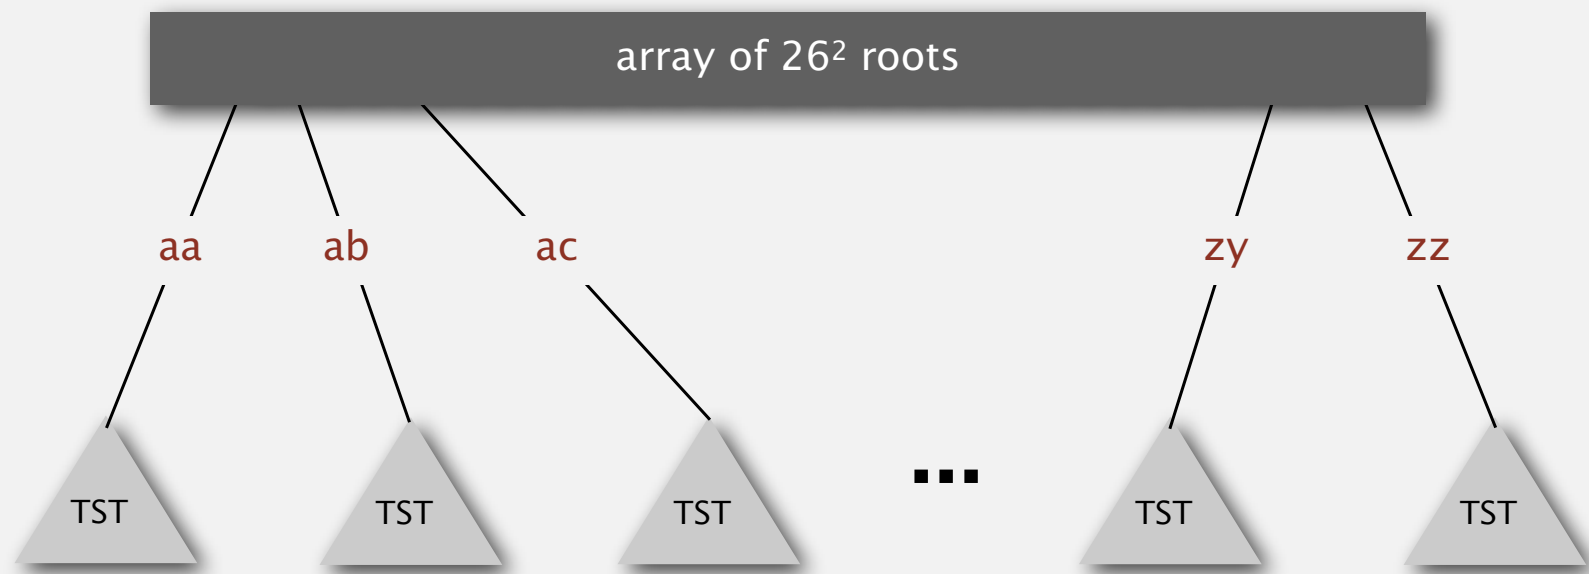 array of 26² roots
aa ab ac zy zz
...
TST TST TST TST TST